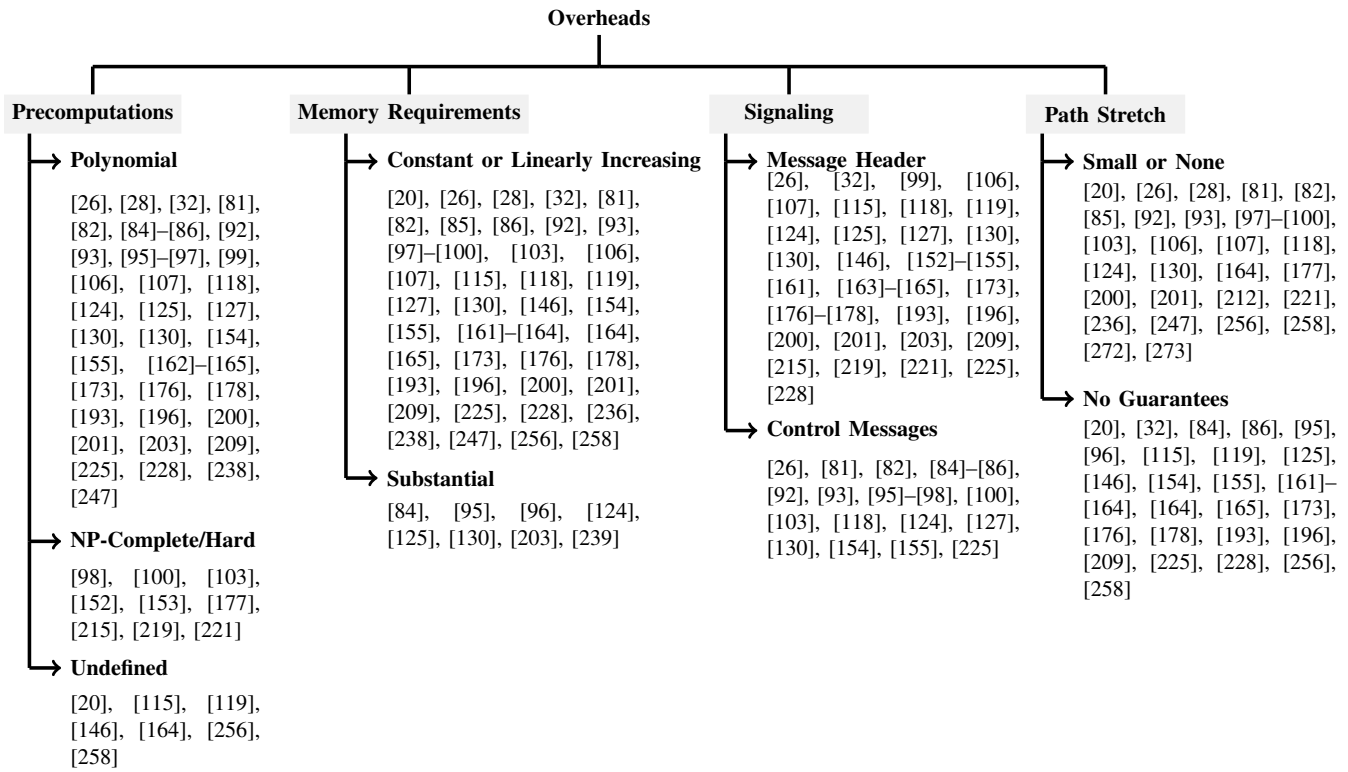 Overheads
Precomputations
Polynomial
[26], [28], [32], [81],
[82], [84]–[86], [92],
[93], [95]–[97], [99],
[106], [107], [118],
[124], [125], [127],
[130], [130], [154],
[155], [162]–[165],
[173], [176], [178],
[193], [196], [200],
[201], [203], [209],
[225], [228], [238],
[247]
NP-Complete/Hard
[98], [100], [103],
[152], [153], [177],
[215], [219], [221]
Undefined
[20], [115], [119],
[146], [164], [256],
[258]
Memory Requirements
Constant or Linearly Increasing
[20], [26], [28], [32], [81],
[82], [85], [86], [92], [93],
[97]–[100], [103], [106],
[107], [115], [118], [119],
[127], [130], [146], [154],
[155], [161]–[164], [164],
[165], [173], [176], [178],
[193], [196], [200], [201],
[209], [225], [228], [236],
[238], [247], [256], [258]
Substantial
[84], [95], [96], [124],
[125], [130], [203], [239]
Signaling
Message Header
[26], [32], [99], [106],
[107], [115], [118], [119],
[124], [125], [127], [130],
[130], [146], [152]–[155],
[161], [163]–[165], [173],
[176]–[178], [193], [196],
[200], [201], [203], [209],
[215], [219], [221], [225],
[228]
Control Messages
[26], [81], [82], [84]–[86],
[92], [93], [95]–[98], [100],
[103], [118], [124], [127],
[130], [154], [155], [225]
Path Stretch
Small or None
[20], [26], [28], [81], [82],
[85], [92], [93], [97]–[100],
[103], [106], [107], [118],
[124], [130], [164], [177],
[200], [201], [212], [221],
[236], [247], [256], [258],
[272], [273]
No Guarantees
[20], [32], [84], [86], [95],
[96], [115], [119], [125],
[146], [154], [155], [161]–
[164], [164], [165], [173],
[176], [178], [193], [196],
[209], [225], [228], [256],
[258]